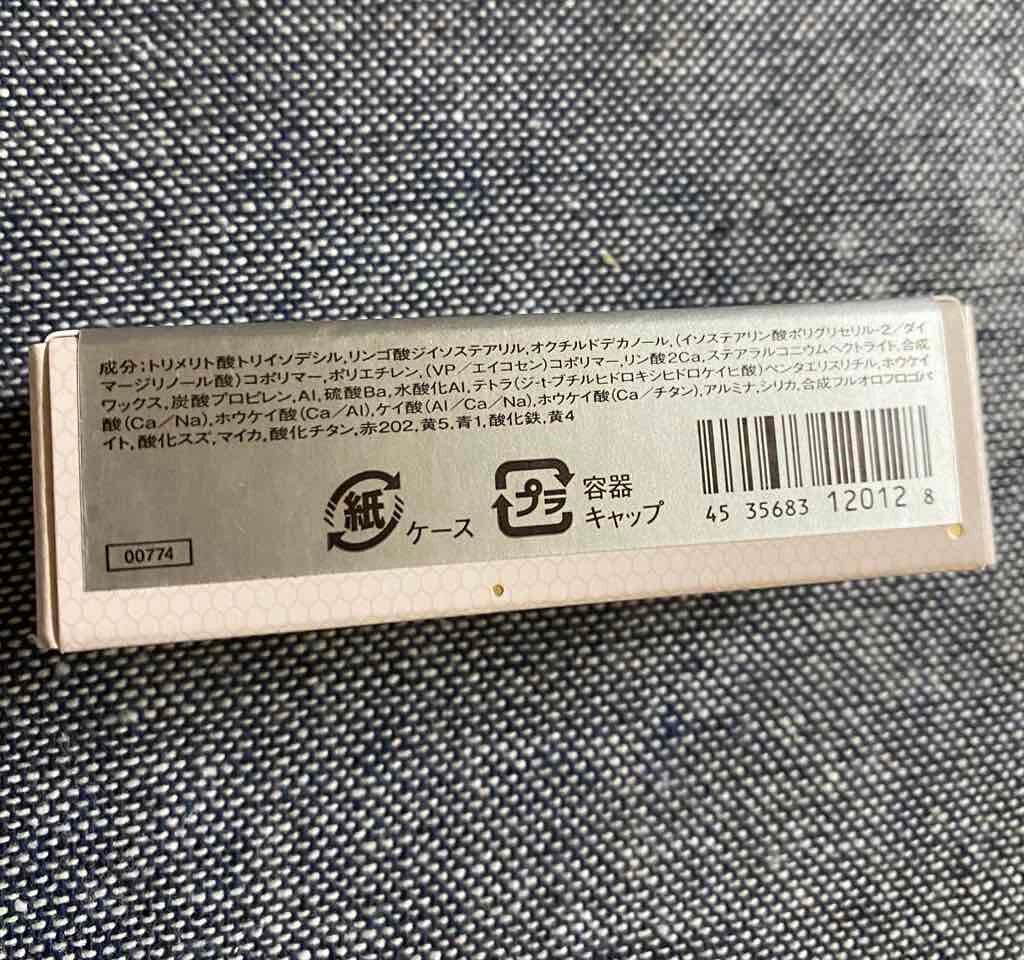 成分:トリメリト酸トリイソデシル,リンゴ酸ジイソステアリル,オクチルドデカノール,(イソステアリン酸ポリグリセリル-2/ダイ
マージリノール酸)コポリマー,ポリエチレン,(VP/エイコセン)コポリマー,リン酸2Ca,ステアラルコニウムヘクトライト,合成
ワックス,炭酸プロピレン,Al,硫酸Ba,水酸化Al,テトラ(ジ-t-ブチルヒドロキシヒドロケイヒ酸)ペンタエリスリチル,ホウケイ
酸(Ca/Na),ホウケイ酸(Ca/Al),ケイ酸(Al/Ca/Na),ホウケイ酸(Ca/チタン),アルミナ,シリカ,合成フルオロフロゴパ
イト,酸化スズ,マイカ,酸化チタン,赤202,黄5,青1,酸化鉄,黄4
紙 ケース
プラ 容器
キャップ
4535683120128
00774